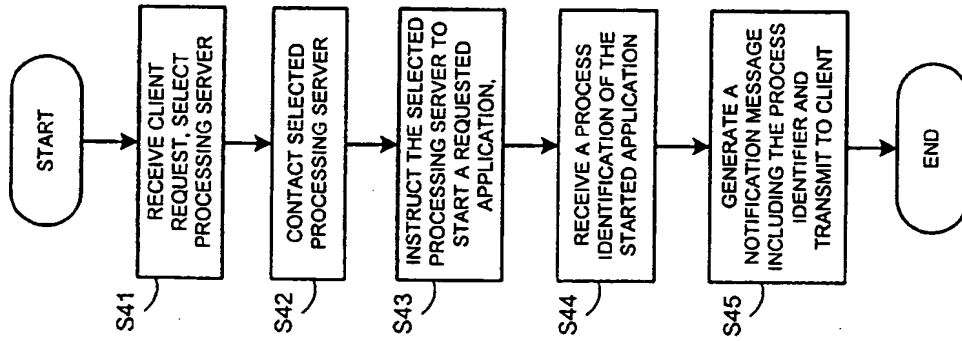 START
S41
RECEIVE CLIENT
REQUEST, SELECT
PROCESSING SERVER
S42
CONTACT SELECTED
PROCESSING SERVER
S43
INSTRUCT THE SELECTED
PROCESSING SERVER TO
START A REQUESTED
APPLICATION,
S44
RECEIVE A PROCESS
IDENTIFICATION OF THE
STARTED APPLICATION
S45
GENERATE A
NOTIFICATION MESSAGE
INCLUDING THE PROCESS
IDENTIFIER AND
TRANSMIT TO CLIENT
END